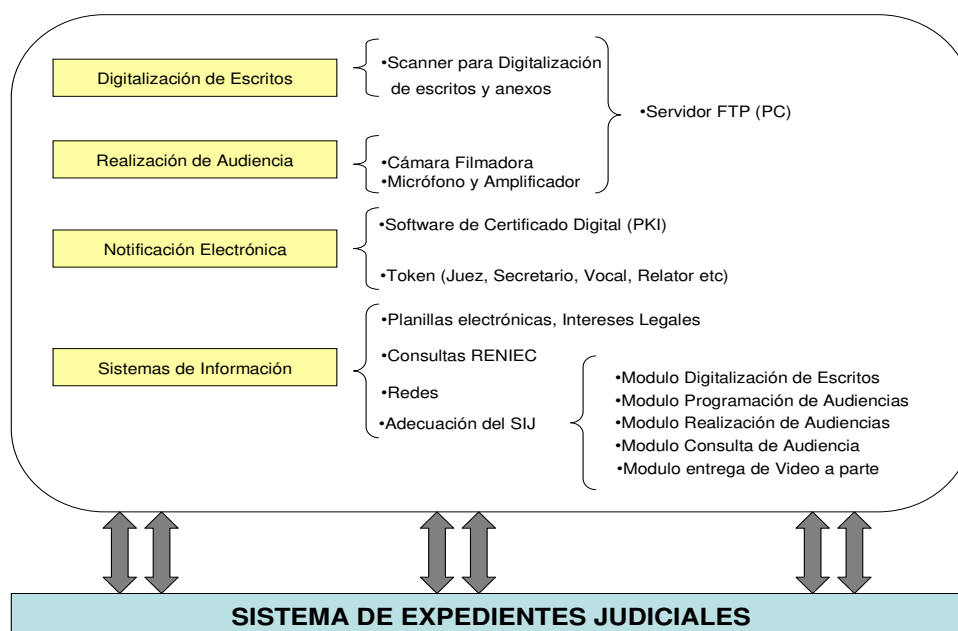 Digitalización de Escritos
•Scanner para Digitalización
de escritos y anexos
•Servidor FTP (PC)
Realización de Audiencia
•Cámara Filmadora
•Micrófono y Amplificador
Notificación Electrónica
•Software de Certificado Digital (PKI)
•Token (Juez, Secretario, Vocal, Relator etc)
Sistemas de Información
•Planillas electrónicas, Intereses Legales
•Consultas RENIEC
•Redes
•Adecuación del SIJ
•Modulo Digitalización de Escritos
•Modulo Programación de Audiencias
•Modulo Realización de Audiencias
•Modulo Consulta de Audiencia
•Modulo entrega de Video a parte
SISTEMA DE EXPEDIENTES JUDICIALES